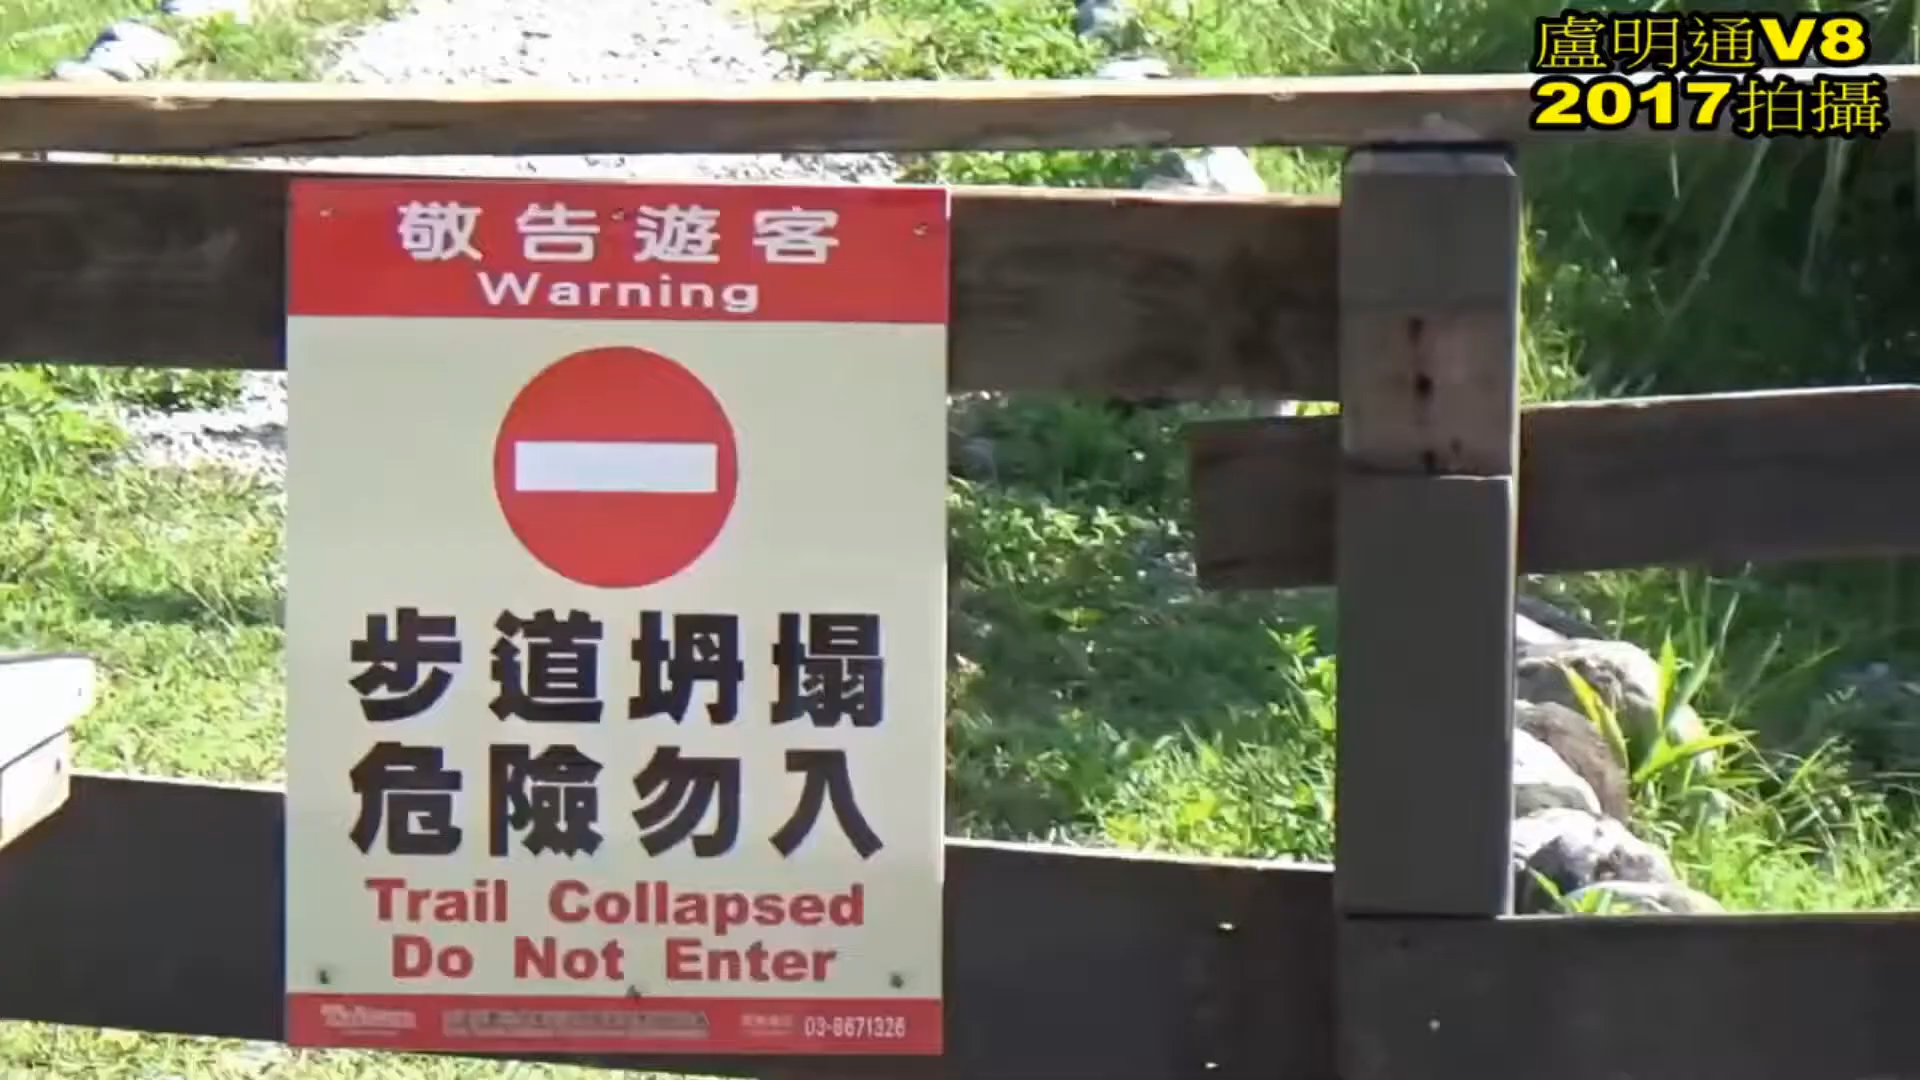 盧明通V8
2017拍攝
敬告遊客
Warning
步道坍塌
危險勿入
Trail Collapsed
Do Not Enter
Taiwan
03-8671326